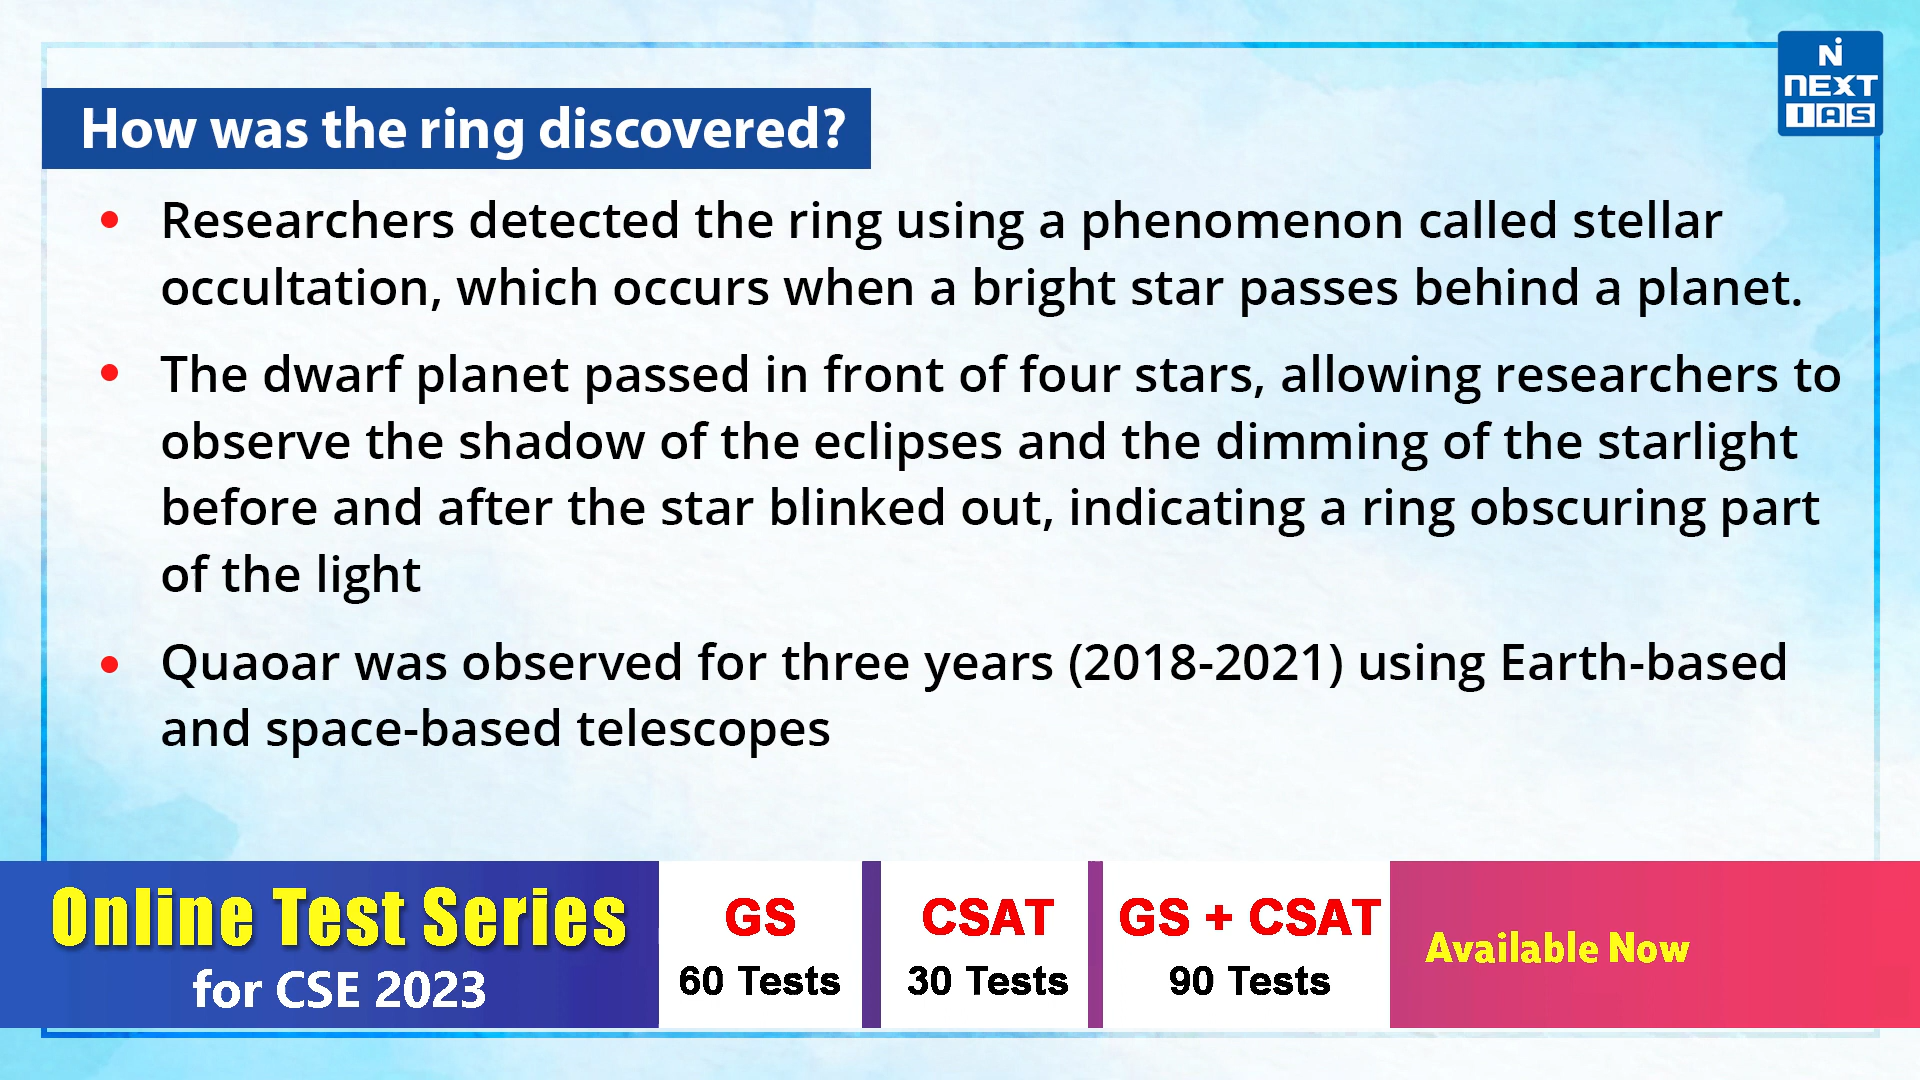 NEXT
IAS
How was the ring discovered?
• Researchers detected the ring using a phenomenon called stellar
occultation, which occurs when a bright star passes behind a planet.
• The dwarf planet passed in front of four stars, allowing researchers to
observe the shadow of the eclipses and the dimming of the starlight
before and after the star blinked out, indicating a ring obscuring part
of the light
• Quaoar was observed for three years (2018-2021) using Earth-based
and space-based telescopes
Online Test Series
for CSE 2023
GS
60 Tests
CSAT
30 Tests
GS + CSAT
90 Tests
Available Now